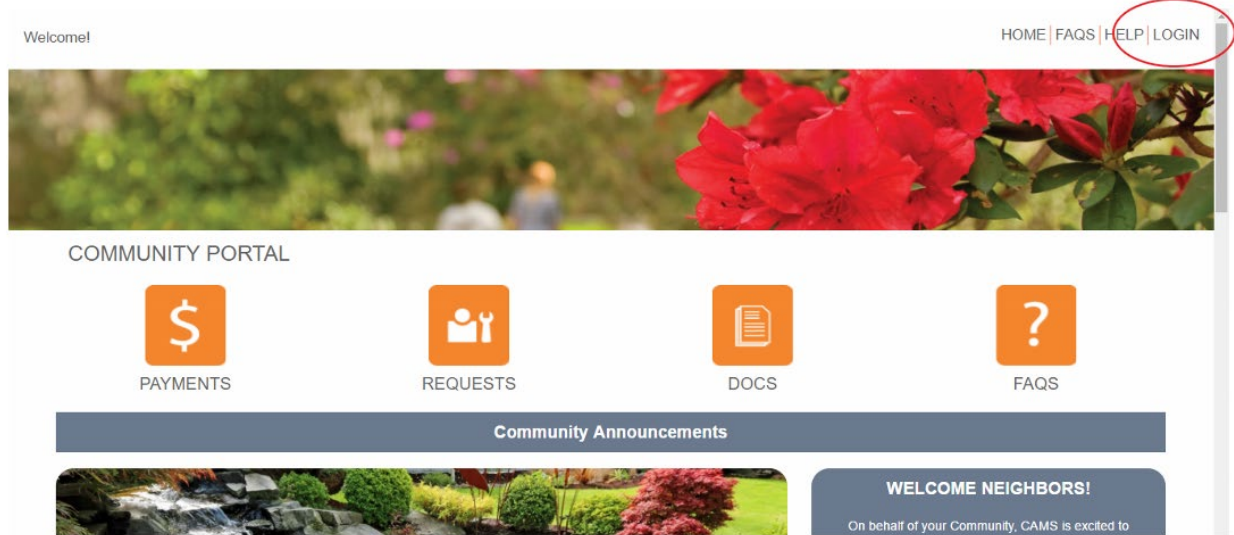 Welcome!
HOME | FAQS | HELP | LOGIN
COMMUNITY PORTAL
$
?
PAYMENTS
REQUESTS
DOCS
FAQS
Community Announcements
WELCOME NEIGHBORS!
On behalf of your Community, CAMS is excited to